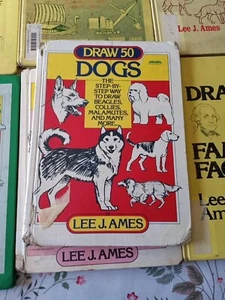 Lee J. Ames
DRAW 50
DOGS
THE
STEP-BY-
STEP WAY
TO DRAW
BEAGLES,
COLLIES,
MALAMUTES,
AND MANY
MORE...
LEE J. AMES
DRA
FA
FA
Lee
Am
LEE J. AMES